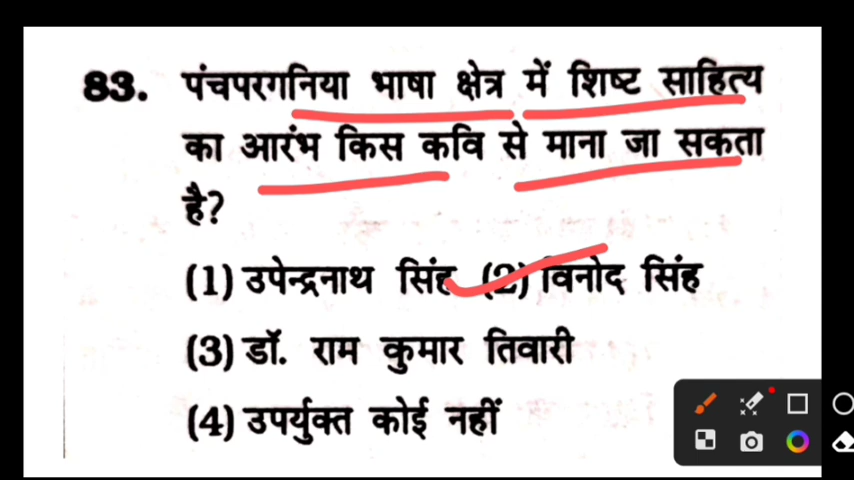 83. पंचपरगनिया भाषा क्षेत्र में शिष्ट साहित्य
का आरंभ किस कवि से माना जा सकता
है?
(1) उपेन्द्रनाथ सिंह (2) विनोद सिंह
(3) डॉ. राम कुमार तिवारी
(4) उपर्युक्त कोई नहीं